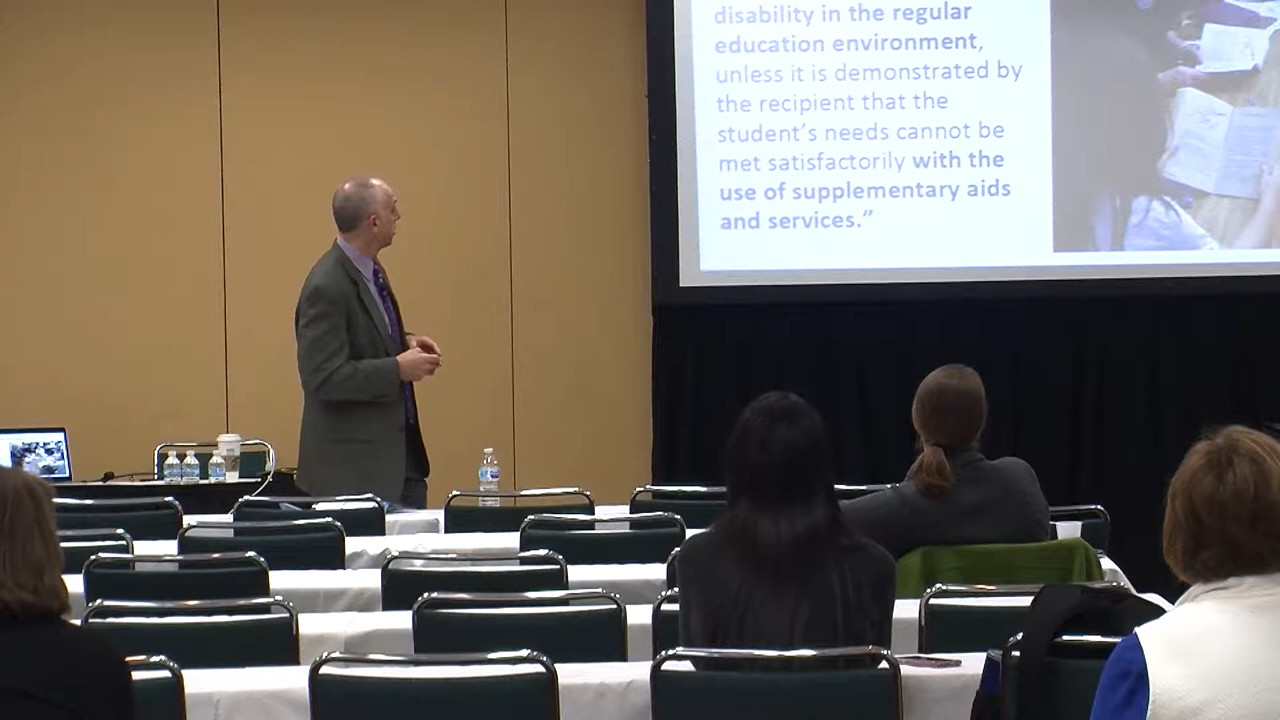 disability in the regular
education environment,
unless it is demonstrated by
the recipient that the
student's needs cannot be
met satisfactorily with the
use of supplementary aids
and services.”